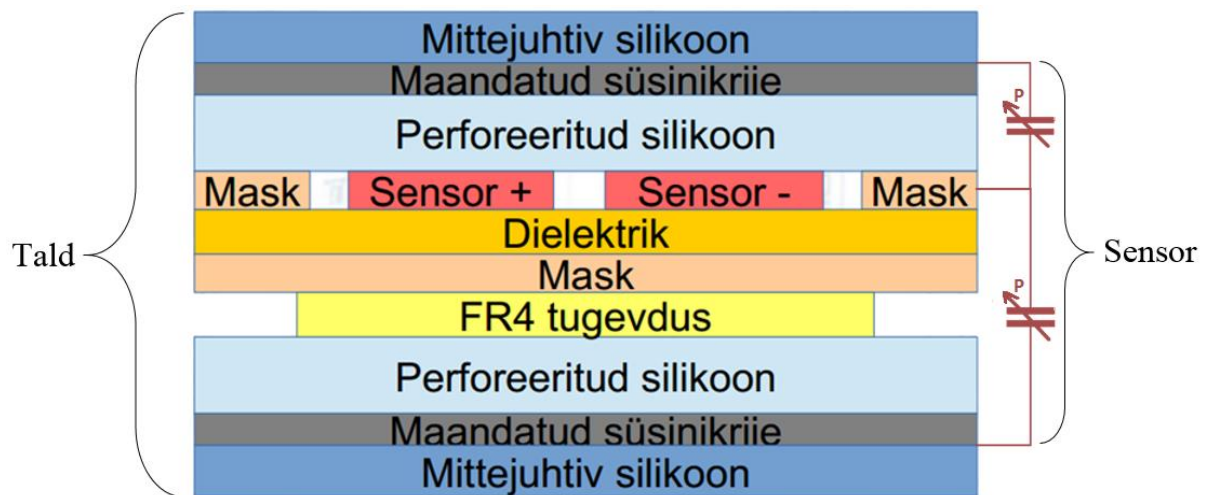 Mittejuhtiv silikoon
Maandatud süsinikriie
P
Perforeeritud silikoon
Mask Sensor + Sensor - Mask
Dielektrik
Tald
Sensor
Mask
P
FR4 tugevdus
Perforeeritud silikoon
Maandatud süsinikriie
Mittejuhtiv silikoon